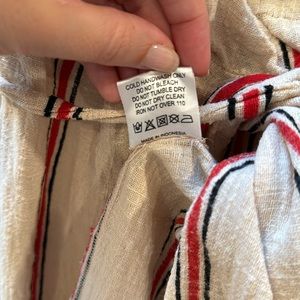 COLD HANDWASH ONLY
DO NOT BLEACH
DO NOT TUMBLE DRY
DO NOT DRY CLEAN
IRON NOT OVER 110
MADE IN INDONESIA